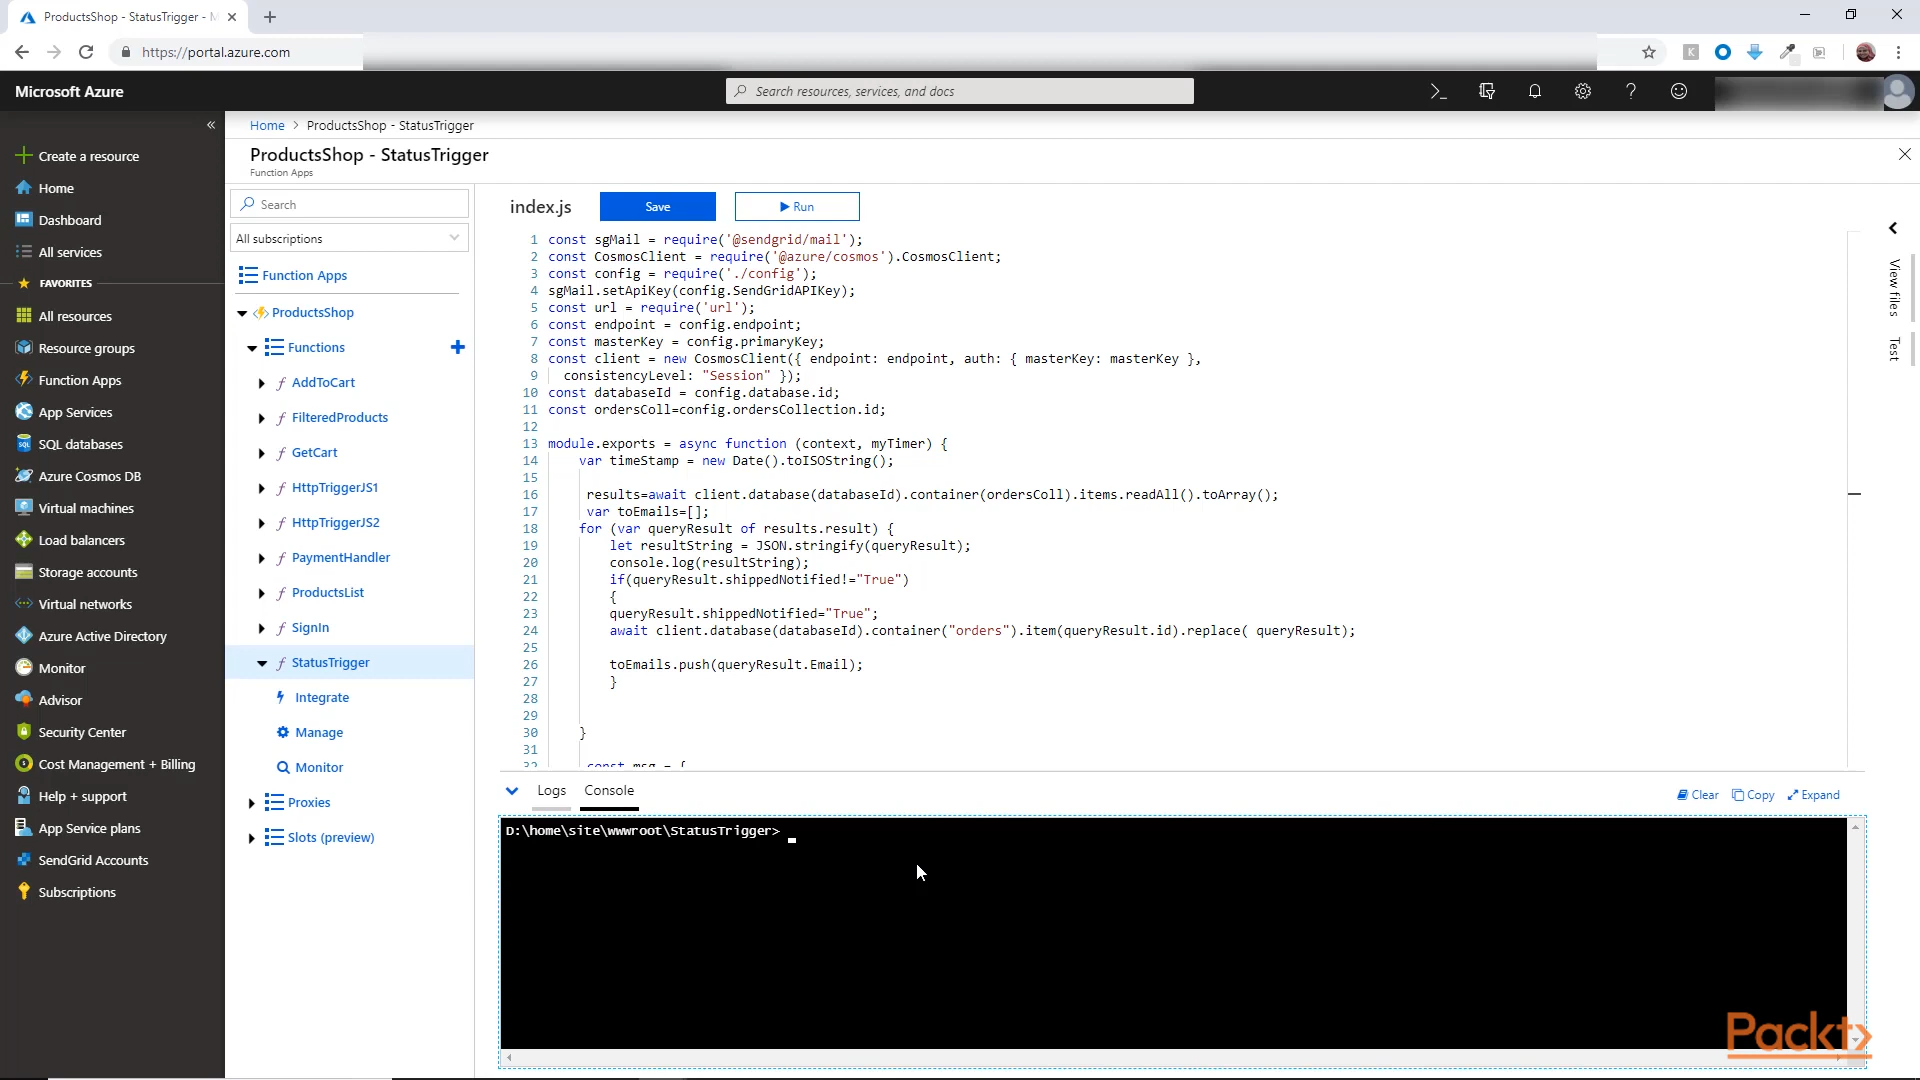 ProductsShop - StatusTrigger - M
https://portal.azure.com
Microsoft Azure
Search resources, services, and docs
Home > ProductsShop - StatusTrigger
ProductsShop - StatusTrigger
Function Apps
Create a resource
Home
Dashboard
All services
FAVORITES
All resources
Resource groups
Function Apps
App Services
SQL databases
Azure Cosmos DB
Virtual machines
Load balancers
Storage accounts
Virtual networks
Azure Active Directory
Monitor
Advisor
Security Center
Cost Management + Billing
Help + support
App Service plans
SendGrid Accounts
Subscriptions
Search
All subscriptions
Function Apps
ProductsShop
Functions
f AddToCart
f FilteredProducts
f GetCart
f HttpTriggerJS1
f HttpTriggerJS2
f PaymentHandler
f ProductsList
f SignIn
f StatusTrigger
Integrate
Manage
Monitor
Proxies
Slots (preview)
index.js
Save
Run
1 const sgMail = require('@sendgrid/mail');
2 const CosmosClient = require('@azure/cosmos').CosmosClient;
3 const config = require('./config');
4 sgMail.setApiKey(config.SendGridAPIKey);
5 const url = require('url');
6 const endpoint = config.endpoint;
7 const masterKey = config.primaryKey;
8 const client = new CosmosClient({ endpoint: endpoint, auth: { masterKey: masterKey },
9 consistencyLevel: "Session" });
10 const databaseId = config.database.id;
11 const ordersColl=config.ordersCollection.id;
12
13 module.exports = async function (context, myTimer) {
14 var timeStamp = new Date().toISOString();
15
16 results=await client.database(databaseId).container(ordersColl).items.readAll().toArray();
17 var toEmails=[];
18 for (var queryResult of results.result) {
19 let resultString = JSON.stringify(queryResult);
20 console.log(resultString);
21 if(queryResult.shippedNotified!="True")
22 {
23 queryResult.shippedNotified="True";
24 await client.database(databaseId).container("orders").item(queryResult.id).replace( queryResult);
25
26 toEmails.push(queryResult.Email);
27 }
28
29
30 }
31
32 const msg = {
View files
Test
Logs
Console
Clear
Copy
Expand
D:\home\site\wwwroot\StatusTrigger>
Packt>